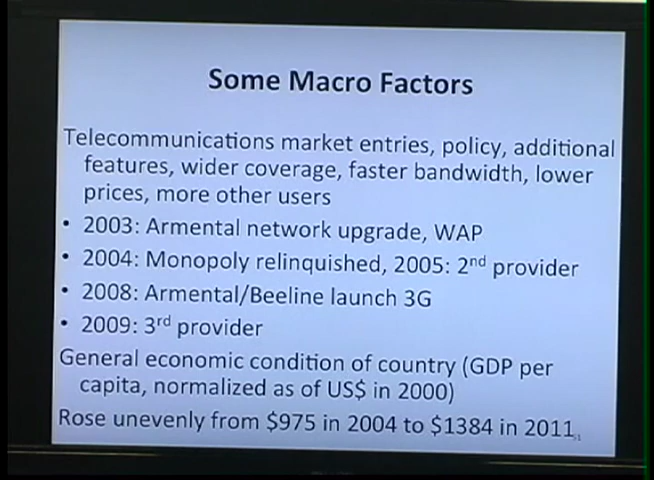 Some Macro Factors
Telecommunications market entries, policy, additional
features, wider coverage, faster bandwidth, lower
prices, more other users
• 2003: Armental network upgrade, WAP
• 2004: Monopoly relinquished, 2005: 2nd provider
• 2008: Armental/Beeline launch 3G
• 2009: 3rd provider
General economic condition of country (GDP per
capita, normalized as of US$ in 2000)
Rose unevenly from $975 in 2004 to $1384 in 2011